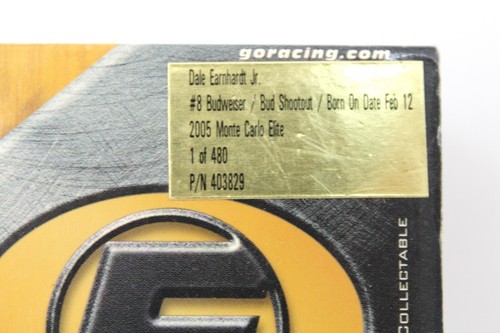 goracing.com
Dale Earnhardt Jr.
#8 Budweiser / Bud Shootout / Born On Date Feb 12
2005 Monte Carlo Elite
1 of 480
P/N 403829
COLLECTABLE
E